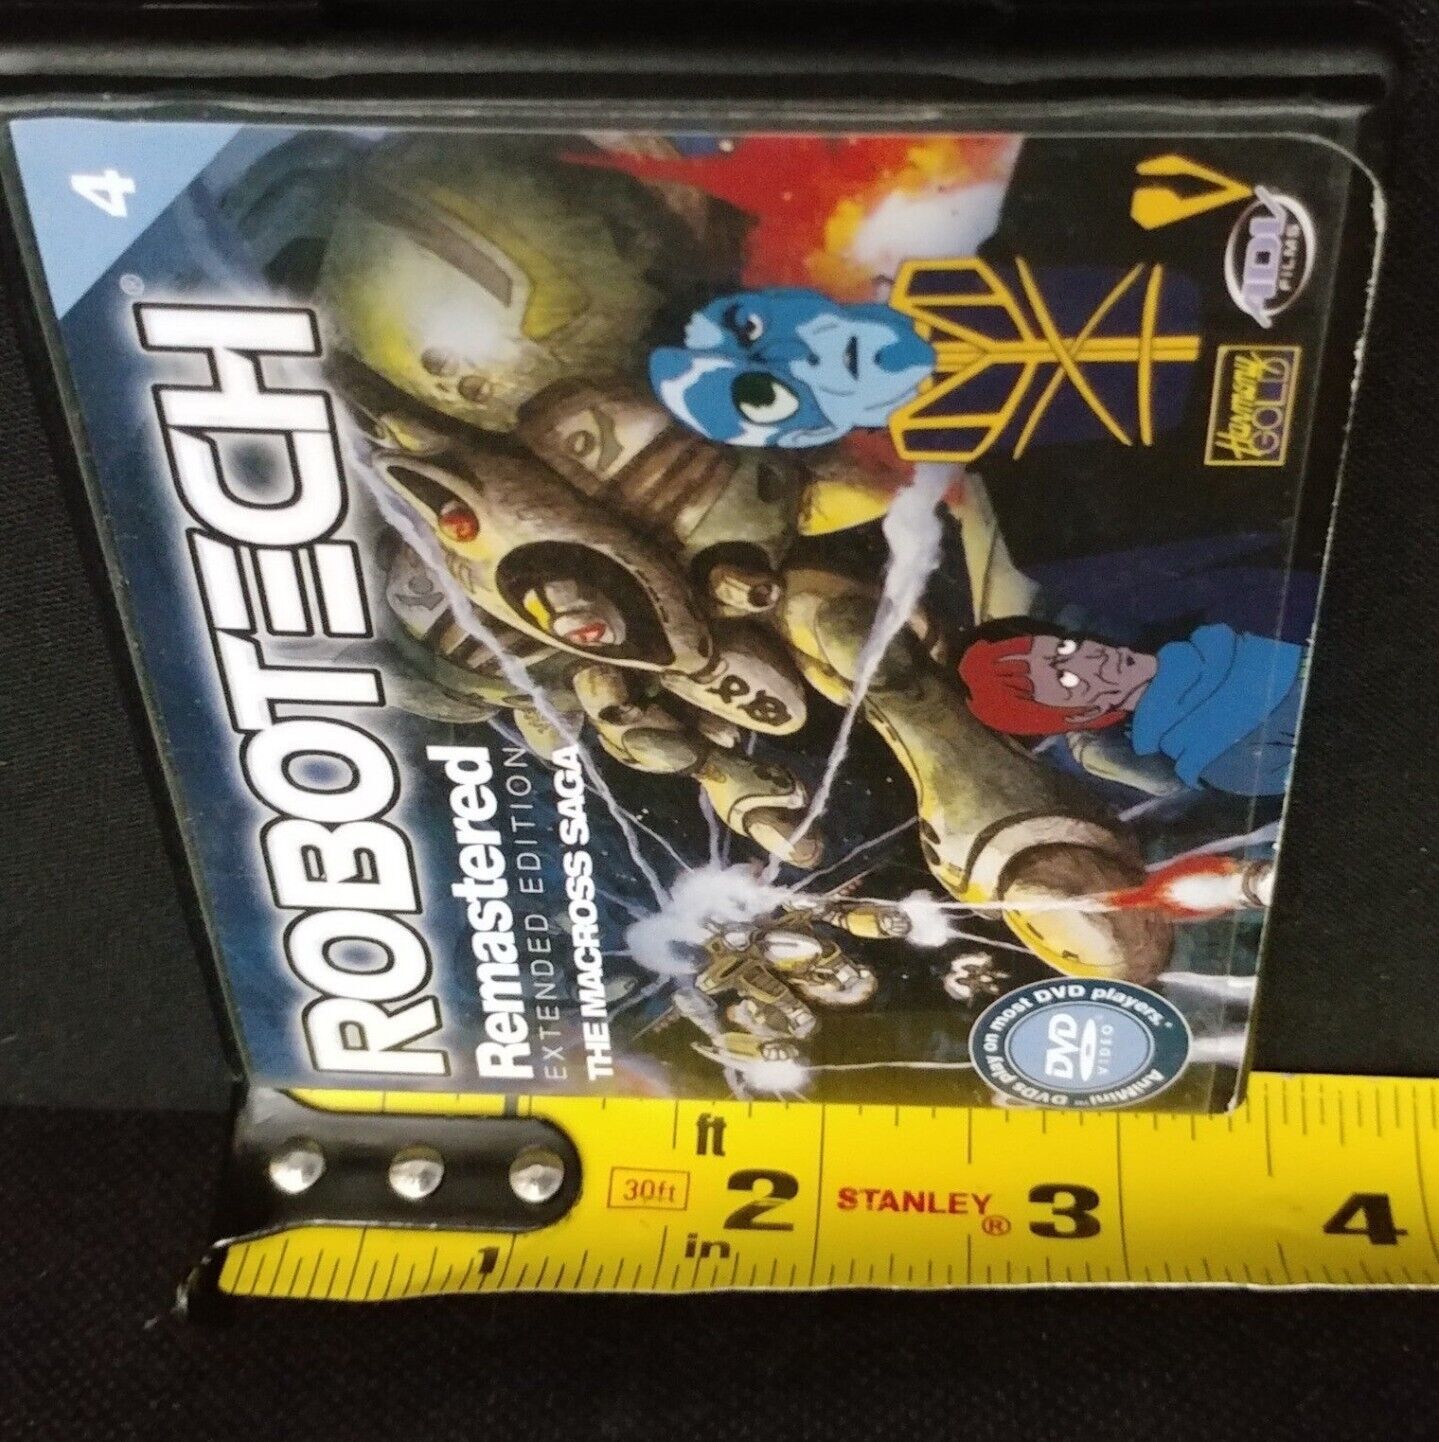 4
ROBOTECH®
Remastered
EXTENDED EDITION
THE MACROSS SAGA
ADV
FILMS
Harmony
GOLD
AniMini™ DVDs play on most DVD players.*
DVD
VIDEO
ft
30ft
1
in
2
STANLEY®
3
4